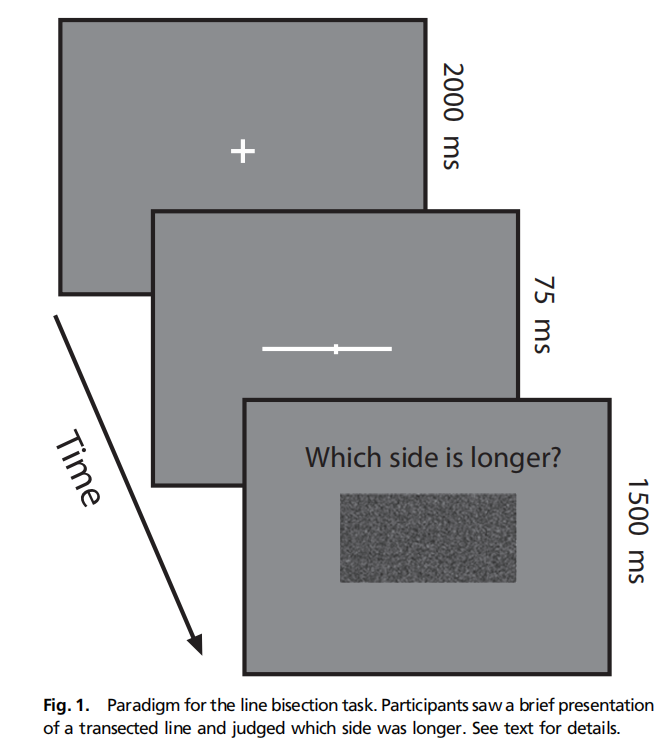 2000 ms
75 ms
Which side is longer?
1500 ms
Time
Fig. 1. Paradigm for the line bisection task. Participants saw a brief presentation
of a transected line and judged which side was longer. See text for details.